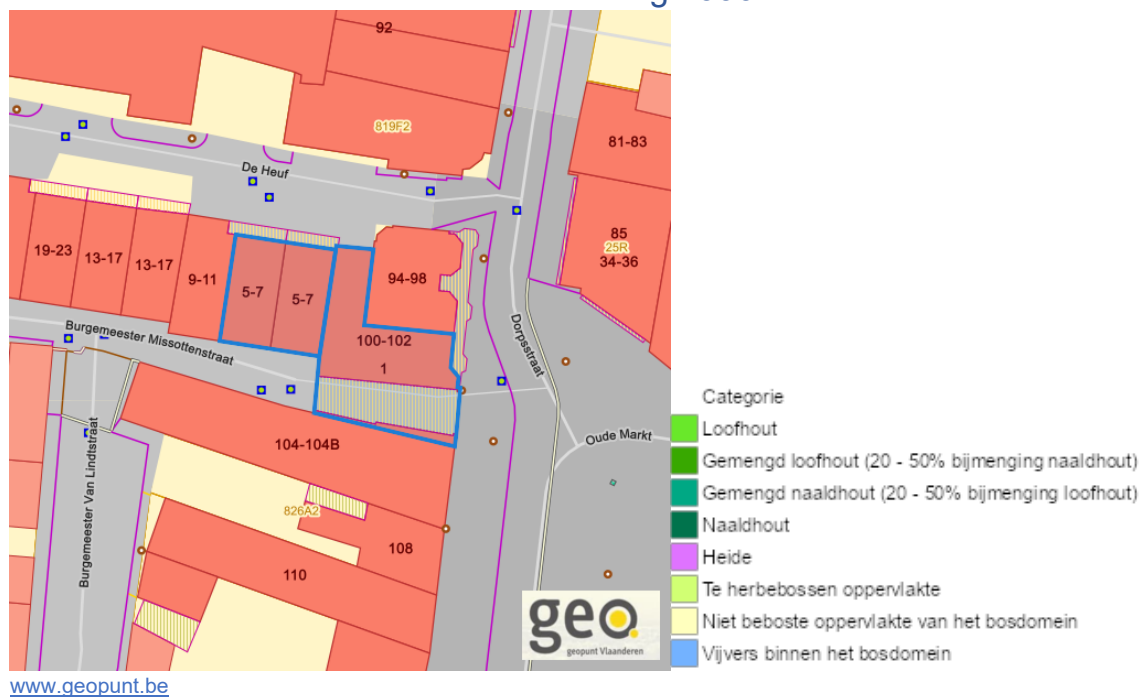 92
819F2
81-83
De Heuf
85
25R
34-36
19-23
13-17
13-17
9-11
5-7
5-7
94-98
100-102
1
Burgemeester Missottenstraat
Dorpsstraat
Oude Markt
104-104B
Burgemeester Van Lindtstraat
826A2
108
110
geo
geopunt Vlaanderen
Categorie
Loofhout
Gemengd loofhout (20 - 50% bijmenging naaldhout)
Gemengd naaldhout (20 - 50% bijmenging loofhout)
Naaldhout
Heide
Te herbebossen oppervlakte
Niet beboste oppervlakte van het bosdomein
Vijvers binnen het bosdomein
www.geopunt.be